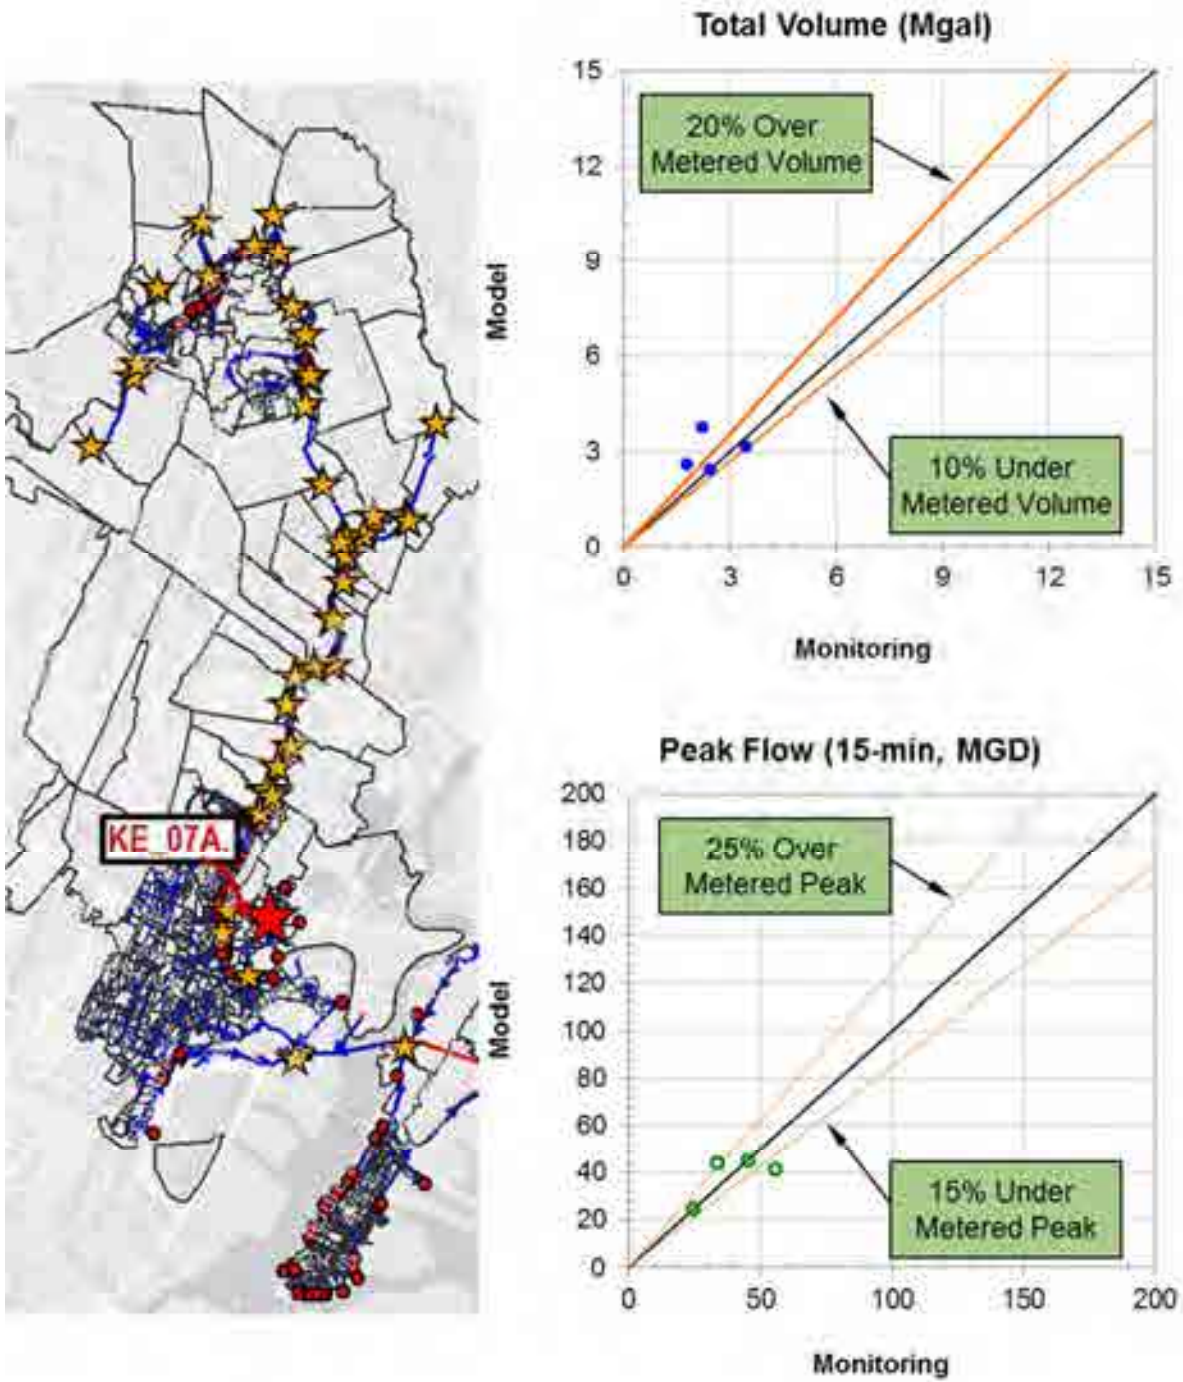 Total Volume (Mgal)
15
12
9
6
3
0
20% Over
Metered Volume
10% Under
Metered Volume
Model
0 3 6 9 12 15
Monitoring
KE_07A.
Peak Flow (15-min, MGD)
200
180
160
140
120
100
80
60
40
20
0
25% Over
Metered Peak
15% Under
Metered Peak
Model
0 50 100 150 200
Monitoring